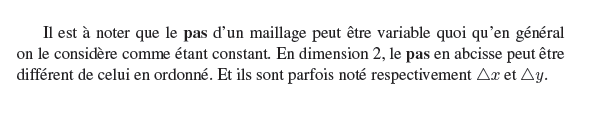 Il est à noter que le pas d'un maillage peut être variable quoi qu'en général
on le considère comme étant constant. En dimension 2, le pas en abcisse peut être
différent de celui en ordonné. Et ils sont parfois noté respectivement △x et △y.